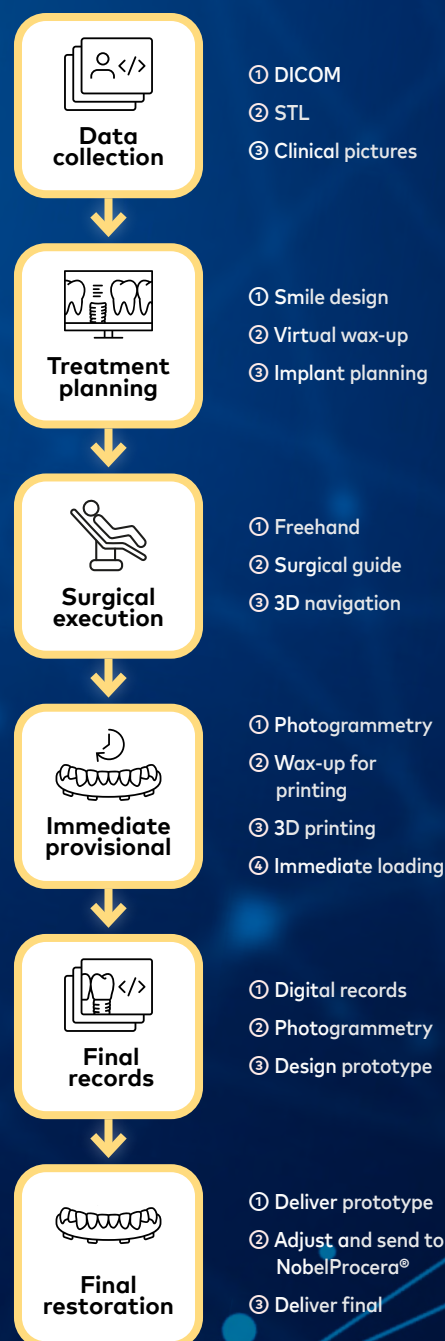 Data
collection
① DICOM
② STL
③ Clinical pictures
Treatment
planning
① Smile design
② Virtual wax-up
③ Implant planning
Surgical
execution
① Freehand
② Surgical guide
③ 3D navigation
Immediate
provisional
① Photogrammetry
② Wax-up for
printing
③ 3D printing
④ Immediate loading
Final
records
① Digital records
② Photogrammetry
③ Design prototype
Final
restoration
① Deliver prototype
② Adjust and send to
NobelProcera®
③ Deliver final